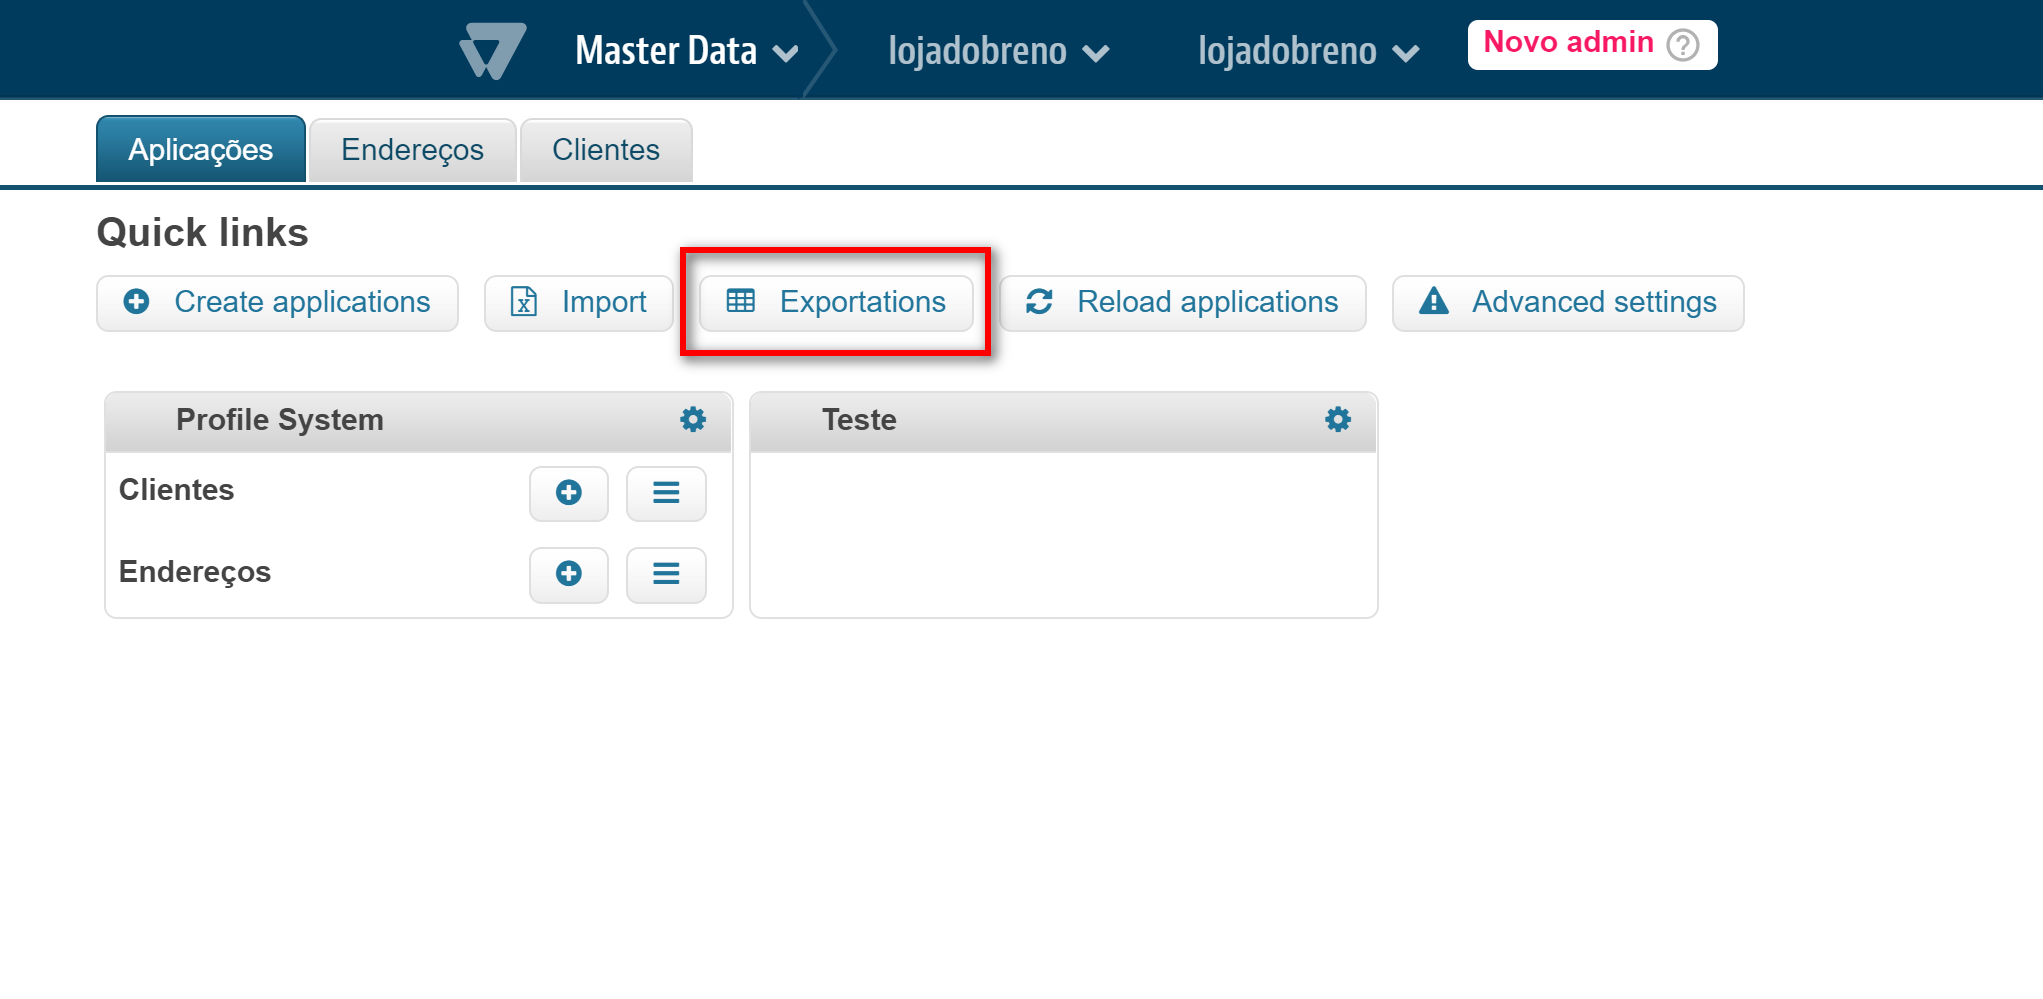 Master Data lojadobreno lojadobreno Novo admin ?
Aplicações Endereços Clientes
Quick links
Create applications Import Exportations Reload applications Advanced settings
Profile System Teste
Clientes
Endereços